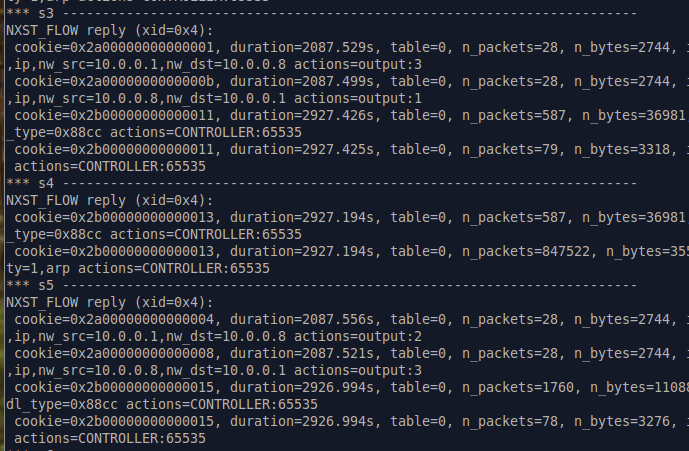 ty=1,arp actions=CONTROLLER:65535
*** s3 ------------------------------------------------------------------------
NXST_FLOW reply (xid=0x4):
 cookie=0x2a00000000000001, duration=2087.529s, table=0, n_packets=28, n_bytes=2744, i
,ip,nw_src=10.0.0.1,nw_dst=10.0.0.8 actions=output:3
 cookie=0x2a0000000000000b, duration=2087.499s, table=0, n_packets=28, n_bytes=2744, i
,ip,nw_src=10.0.0.8,nw_dst=10.0.0.1 actions=output:1
 cookie=0x2b00000000000011, duration=2927.426s, table=0, n_packets=587, n_bytes=36981,
_type=0x88cc actions=CONTROLLER:65535
 cookie=0x2b00000000000011, duration=2927.425s, table=0, n_packets=79, n_bytes=3318, i
 actions=CONTROLLER:65535
*** s4 ------------------------------------------------------------------------
NXST_FLOW reply (xid=0x4):
 cookie=0x2b00000000000013, duration=2927.194s, table=0, n_packets=587, n_bytes=36981,
_type=0x88cc actions=CONTROLLER:65535
 cookie=0x2b00000000000013, duration=2927.194s, table=0, n_packets=847522, n_bytes=355
ty=1,arp actions=CONTROLLER:65535
*** s5 ------------------------------------------------------------------------
NXST_FLOW reply (xid=0x4):
 cookie=0x2a00000000000004, duration=2087.556s, table=0, n_packets=28, n_bytes=2744, i
,ip,nw_src=10.0.0.1,nw_dst=10.0.0.8 actions=output:2
 cookie=0x2a00000000000008, duration=2087.521s, table=0, n_packets=28, n_bytes=2744, i
,ip,nw_src=10.0.0.8,nw_dst=10.0.0.1 actions=output:3
 cookie=0x2b00000000000015, duration=2926.994s, table=0, n_packets=1760, n_bytes=11088
dl_type=0x88cc actions=CONTROLLER:65535
 cookie=0x2b00000000000015, duration=2926.994s, table=0, n_packets=78, n_bytes=3276, i
 actions=CONTROLLER:65535